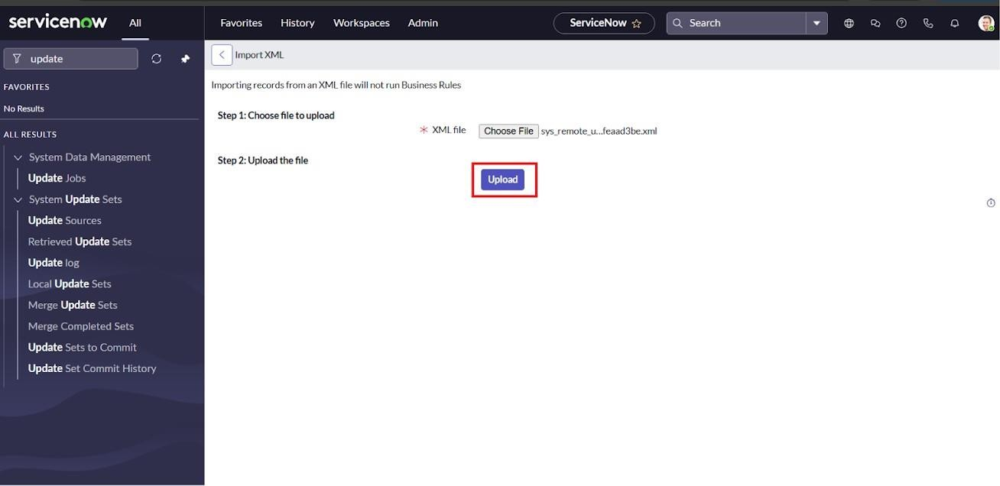 servicenow All Favorites History Workspaces Admin ServiceNow Search
update
Import XML
Importing records from an XML file will not run Business Rules
FAVORITES
No Results
ALL RESULTS
System Data Management
Update Jobs
System Update Sets
Update Sources
Retrieved Update Sets
Update log
Local Update Sets
Merge Update Sets
Merge Completed Sets
Update Sets to Commit
Update Set Commit History
Step 1: Choose file to upload
* XML file Choose File sys_remote_u...feaad3be.xml
Step 2: Upload the file
Upload